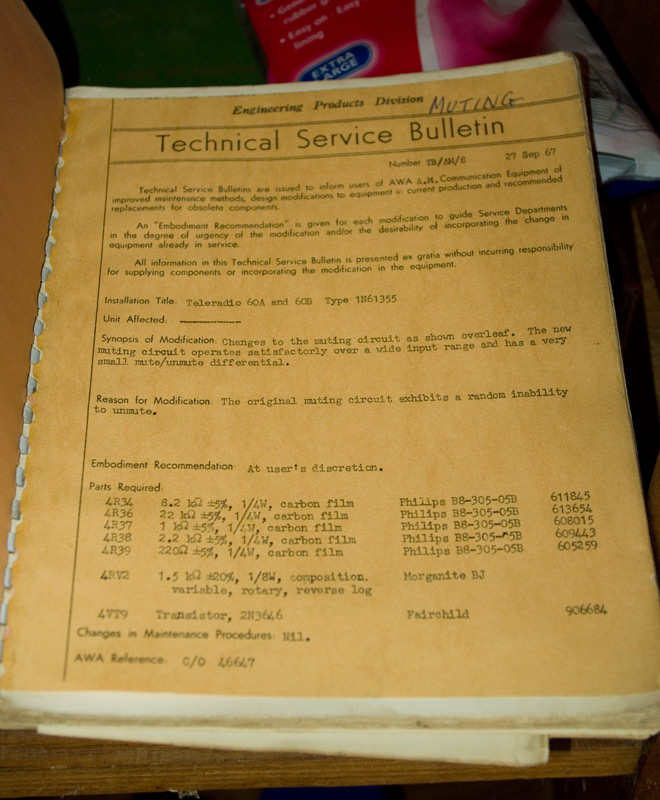 • Gene
rubber g
• Easy on · Easy
lining
EXTRA
LARGE
Engineering Products Division MUTING
Technical Service Bulletin
Number TB/AM/6 27 Sep 67
Technical Service Bulletins are issued to inform users of AWA A.M. Communication Equipment of
improved maintenance methods, design modifications to equipment in current production and recommended
replacements for obsolete components.
An "Embodiment Recommendation" is given for each modification to guide Service Departments
in the degree of urgency of the modification and/or the desirability of incorporating the change in
equipment already in service.
All information in this Technical Service Bulletin is presented ex gratia without incurring responsibility
for supplying components or incorporating the modification in the equipment.
Installation Title: Teleradio 60A and 60B Type 1N61355
Unit Affected:
Synopsis of Modification: Changes to the muting circuit as shown overleaf. The new
muting circuit operates satisfactorily over a wide input range and has a very
small mute/unmute differential.
Reason for Modification: The original muting circuit exhibits a random inability
to unmute.
Embodiment Recommendation: At user's discretion.
Parts Required:
4R34 8.2 kΩ ±5%, 1/4W, carbon film Philips B8-305-05B 611845
4R36 22 kΩ ±5%, 1/4W, carbon film Philips B8-305-05B 613654
4R37 1 kΩ ±5%, 1/4W, carbon film Philips B8-305-05B 608015
4R38 2.2 kΩ ±5%, 1/4W, carbon film Philips B8-305-05B 609443
4R39 220Ω ±5%, 1/4W, carbon film Philips B8-305-05B 605259
4RV2 1.5 kΩ ±20%, 1/8W, composition, Morganite BJ
variable, rotary, reverse log
4VT9 Transistor, 2N3646 Fairchild 906684
Changes in Maintenance Procedures: Nil.
AWA Reference: C/O 46647